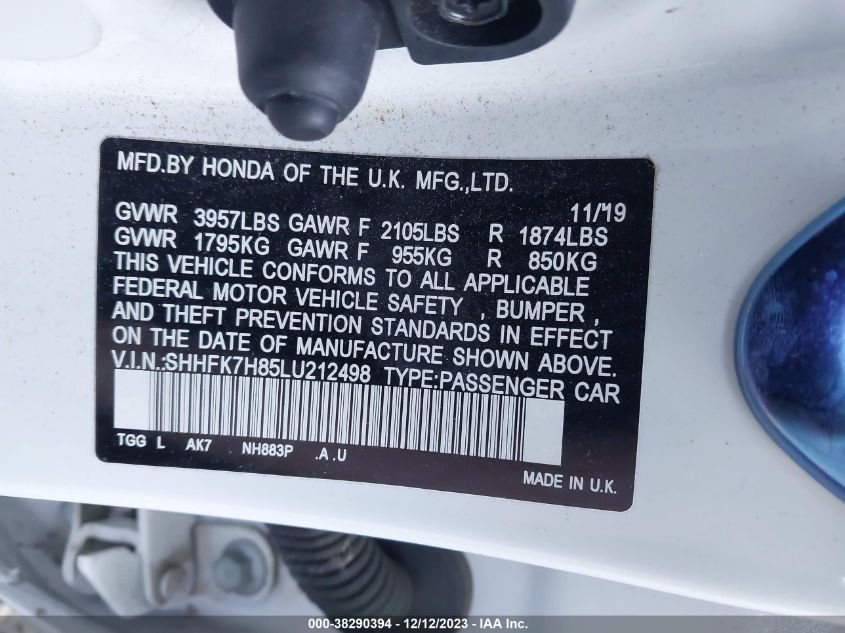 MFD.BY HONDA OF THE U.K. MFG.,LTD.
11/19
GVWR 3957LBS GAWR F 2105LBS R 1874LBS
GVWR 1795KG GAWR F 955KG R 850KG
THIS VEHICLE CONFORMS TO ALL APPLICABLE
FEDERAL MOTOR VEHICLE SAFETY , BUMPER ,
AND THEFT PREVENTION STANDARDS IN EFFECT
ON THE DATE OF MANUFACTURE SHOWN ABOVE.
V.I.N.:SHHFK7H85LU212498 TYPE:PASSENGER CAR
TGG L AK7 NH883P .A .U
MADE IN U.K.
000-38290394 - 12/12/2023 - IAA Inc.